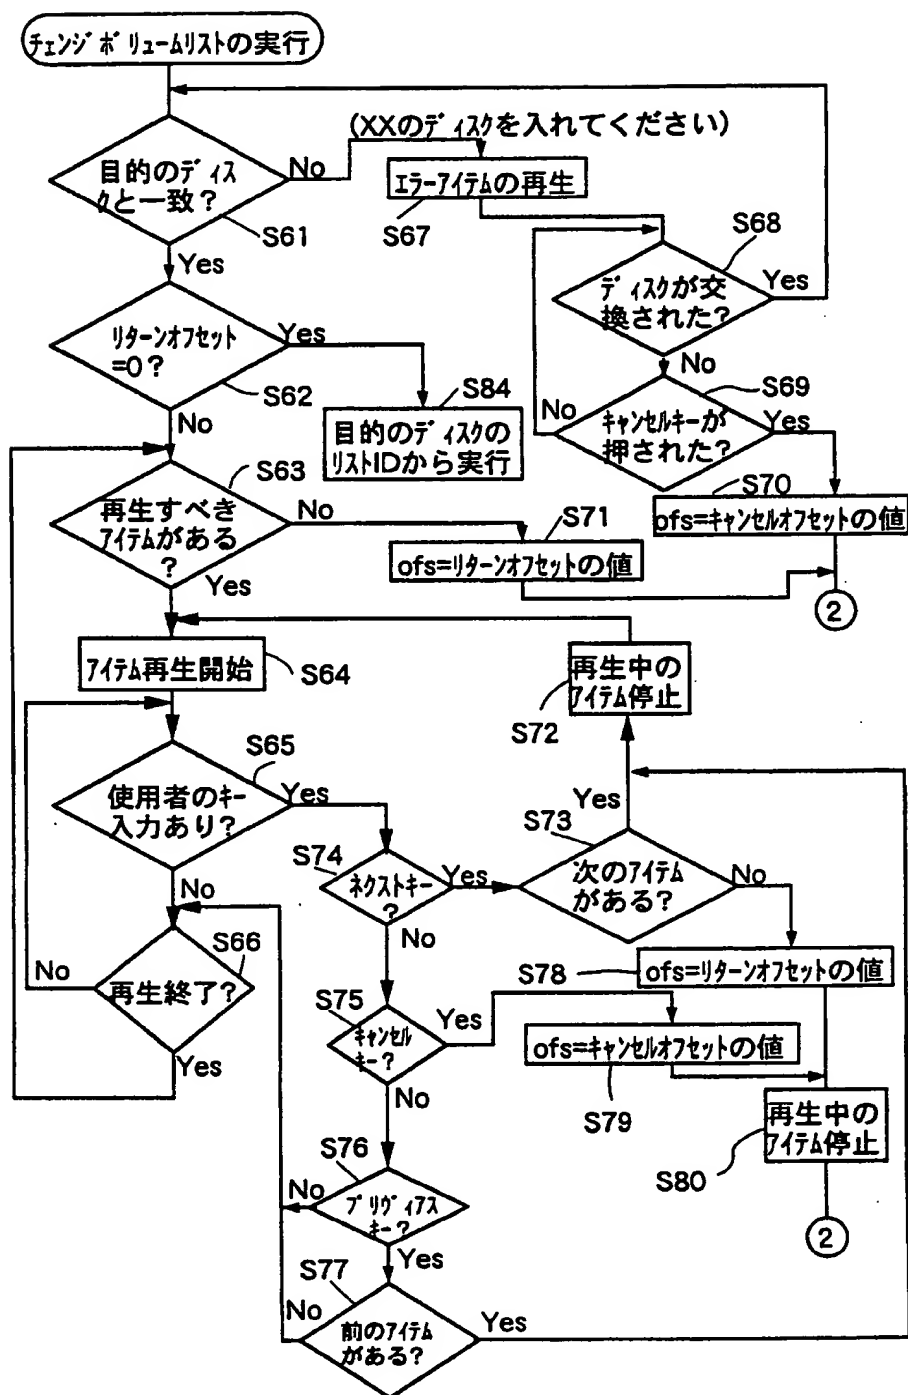 チェンジボリュームリストの実行
(XXのディスクを入れてください)
目的のディス
クと一致？
No
エラーアイテムの再生
S61
S67
S68
Yes
ディスクが交
換された？
Yes
リターンオフセット
=0？
Yes
No
S62
S84
S69
No
目的のディスクの
リストIDから実行
No
キャンセルキーが
押された？
Yes
S63
S70
再生すべき
アイテムがある
？
No
S71
ofs=キャンセルオフセットの値
ofs=リターンオフセットの値
Yes
②
アイテム再生開始
S64
再生中の
アイテム停止
S72
S65
使用者のキー
入力あり？
Yes
Yes
S73
S74
ネクストキー
？
Yes
次のアイテム
がある？
No
No
No
S66
No
再生終了？
S78
ofs=リターンオフセットの値
S75
キャンセル
キー？
Yes
ofs=キャンセルオフセットの値
Yes
No
S79
再生中の
アイテム停止
S76
S80
No
プリヴィアス
キー？
②
Yes
S77
No
前のアイテム
がある？
Yes